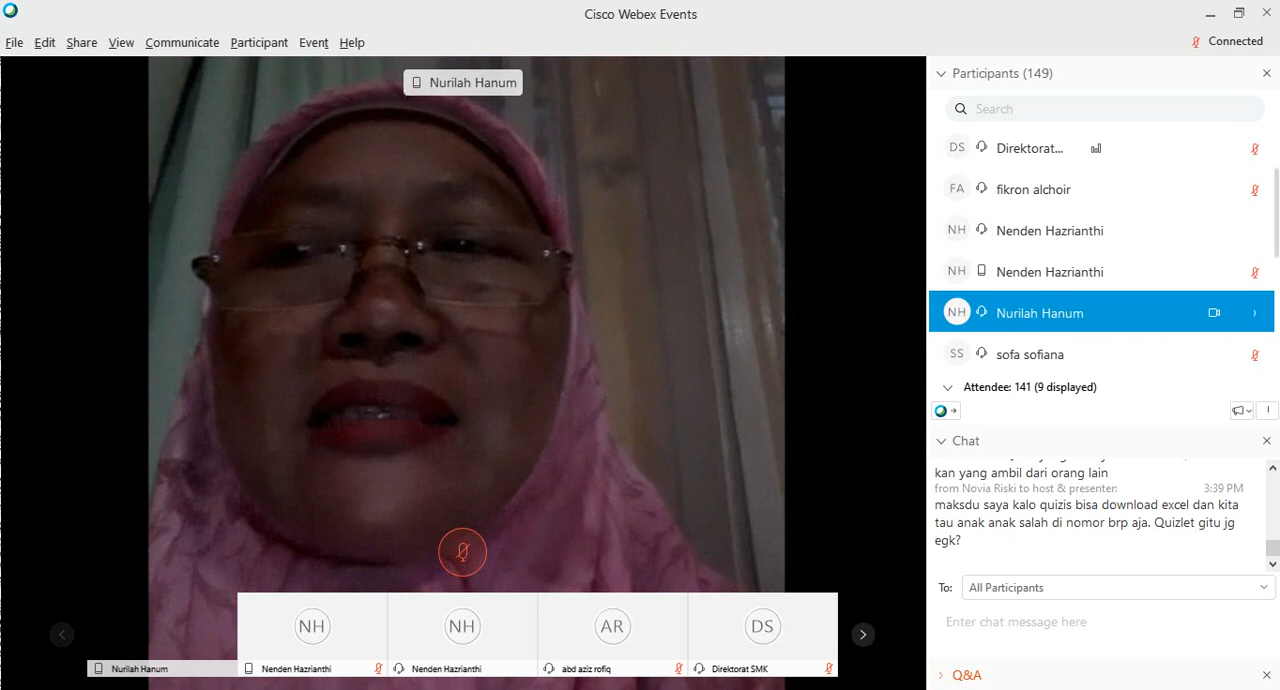 Cisco Webex Events
File Edit Share View Communicate Participant Event Help
Connected
Nurilah Hanum
Participants (149)
Search
DS Direktorat...
FA fikron alchoir
NH Nenden Hazrianthi
NH Nenden Hazrianthi
NH Nurilah Hanum
SS sofa sofiana
Attendee: 141 (9 displayed)
Chat
kan yang ambil dari orang lain
from Novia Riski to host & presenter: 3:39 PM
maksdu saya kalo quizis bisa download excel dan kita
tau anak anak salah di nomor brp aja. Quizlet gitu jg
egk?
To: All Participants
Enter chat message here
Q&A
NH NH AR DS
Nurilah Hanum Nenden Hazrianthi Nenden Hazrianthi abd aziz rofiq Direktorat SMK